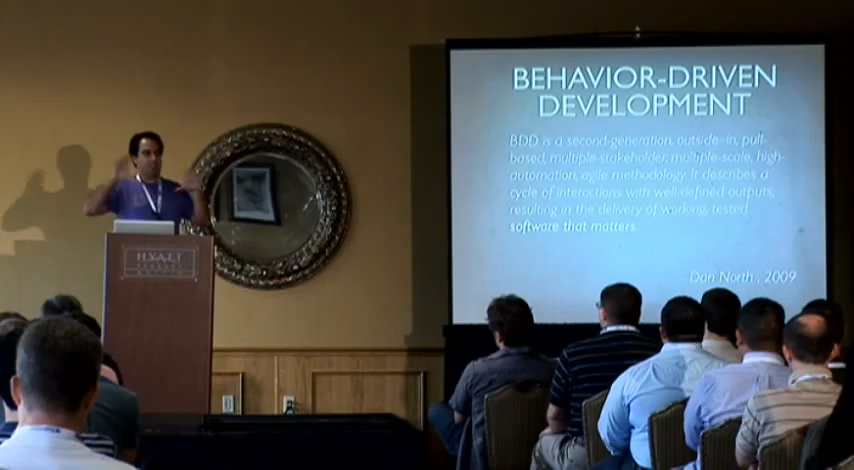 HYATT
BEHAVIOR-DRIVEN
DEVELOPMENT
BDD is a second-generation, outside-in, pull-
based, multiple-stakeholder, multiple-scale, high-
automation, agile methodology. It describes a
cycle of interactions with well-defined outputs,
resulting in the delivery of working, tested
software that matters.
Dan North , 2009